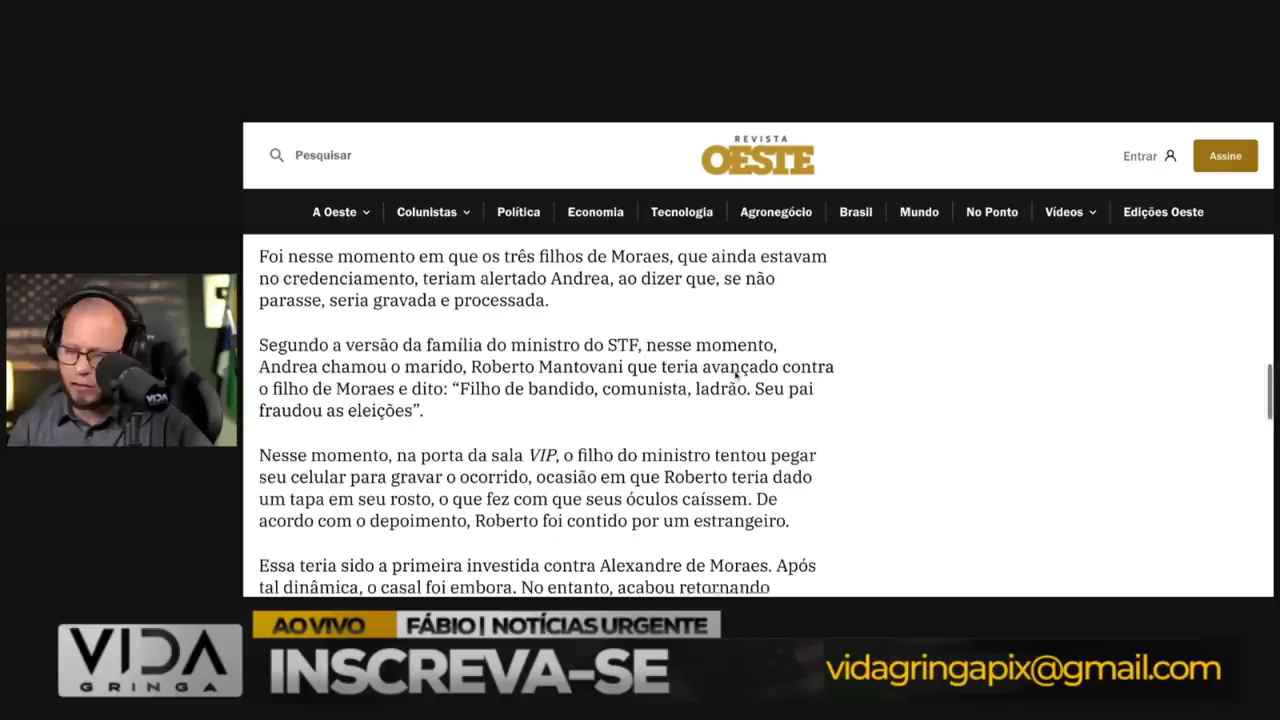 Pesquisar
REVISTA
OESTE
Entrar
Assine
A Oeste
Colunistas
Política
Economia
Tecnologia
Agronegócio
Brasil
Mundo
No Ponto
Vídeos
Edições Oeste
Foi nesse momento em que os três filhos de Moraes, que ainda estavam
no credenciamento, teriam alertado Andrea, ao dizer que, se não
parasse, seria gravada e processada.
Segundo a versão da família do ministro do STF, nesse momento,
Andrea chamou o marido, Roberto Mantovani que teria avançado contra
o filho de Moraes e dito: “Filho de bandido, comunista, ladrão. Seu pai
fraudou as eleições”.
Nesse momento, na porta da sala VIP, o filho do ministro tentou pegar
seu celular para gravar o ocorrido, ocasião em que Roberto teria dado
um tapa em seu rosto, o que fez com que seus óculos caíssem. De
acordo com o depoimento, Roberto foi contido por um estrangeiro.
Essa teria sido a primeira investida contra Alexandre de Moraes. Após
tal dinâmica, o casal foi embora. No entanto, acabou retornando
VIDA
AO VIVO
FÁBIO | NOTÍCIAS URGENTE
VIDA
GRINGA
INSCREVA-SE
vidagringapix@gmail.com